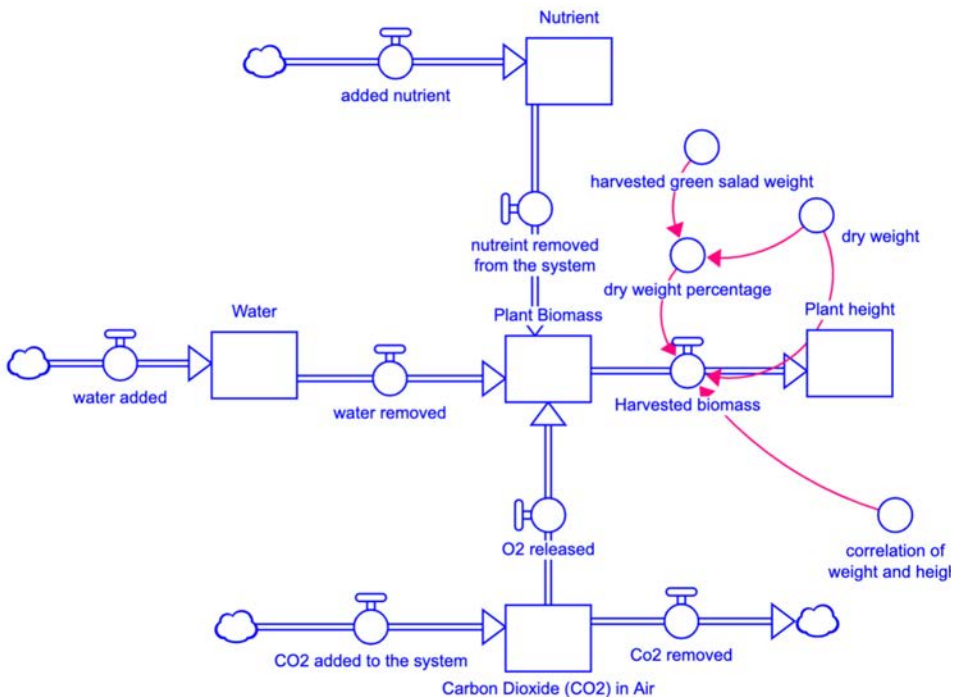 Nutrient
added nutrient
harvested green salad weight
dry weight
nutreint removed
from the system
dry weight percentage
Water
Plant Biomass
Plant height
water added
water removed
Harvested biomass
O2 released
correlation of
weight and heigl
CO2 added to the system
Co2 removed
Carbon Dioxide (CO2) in Air